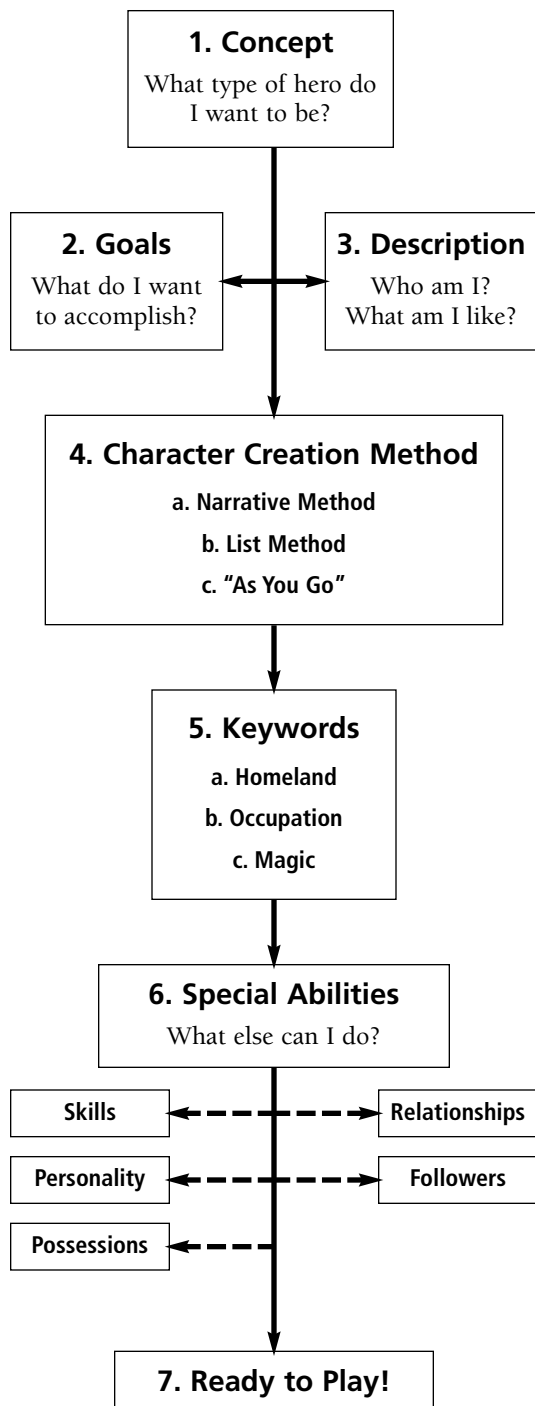 1. Concept
What type of hero do
I want to be?
2. Goals
What do I want
to accomplish?
3. Description
Who am I?
What am I like?
4. Character Creation Method
a. Narrative Method
b. List Method
c. “As You Go”
5. Keywords
a. Homeland
b. Occupation
c. Magic
6. Special Abilities
What else can I do?
Skills
Relationships
Personality
Followers
Possessions
7. Ready to Play!